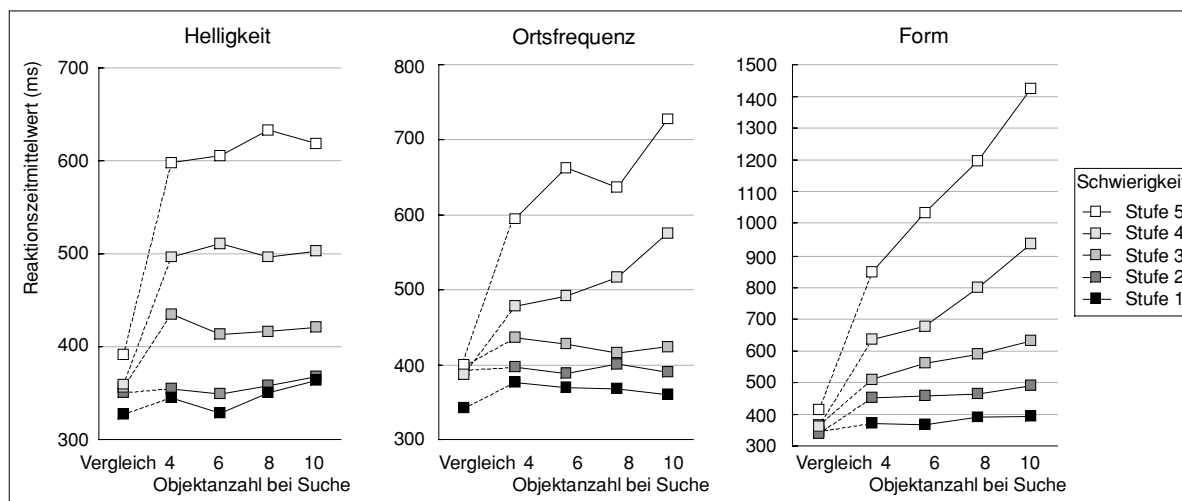 Helligkeit
Ortsfrequenz
Form
Reaktionszeitmittelwert (ms)
700
600
500
400
300
Vergleich 4 6 8 10
Objektanzahl bei Suche
800
700
600
500
400
300
Vergleich 4 6 8 10
Objektanzahl bei Suche
1500
1400
1300
1200
1100
1000
900
800
700
600
500
400
300
Vergleich 4 6 8 10
Objektanzahl bei Suche
Schwierigkeit
Stufe 5
Stufe 4
Stufe 3
Stufe 2
Stufe 1